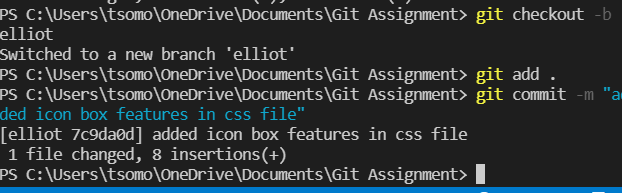 PS C:\Users\tsomo\OneDrive\Documents\Git Assignment> git checkout -b
elliot
Switched to a new branch 'elliot'
PS C:\Users\tsomo\OneDrive\Documents\Git Assignment> git add .
PS C:\Users\tsomo\OneDrive\Documents\Git Assignment> git commit -m "ad
ded icon box features in css file"
[elliot 7c9da0d] added icon box features in css file
 1 file changed, 8 insertions(+)
PS C:\Users\tsomo\OneDrive\Documents\Git Assignment>